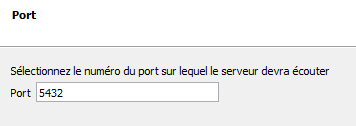 Port
Sélectionnez le numéro du port sur lequel le serveur devra écouter
Port 5432